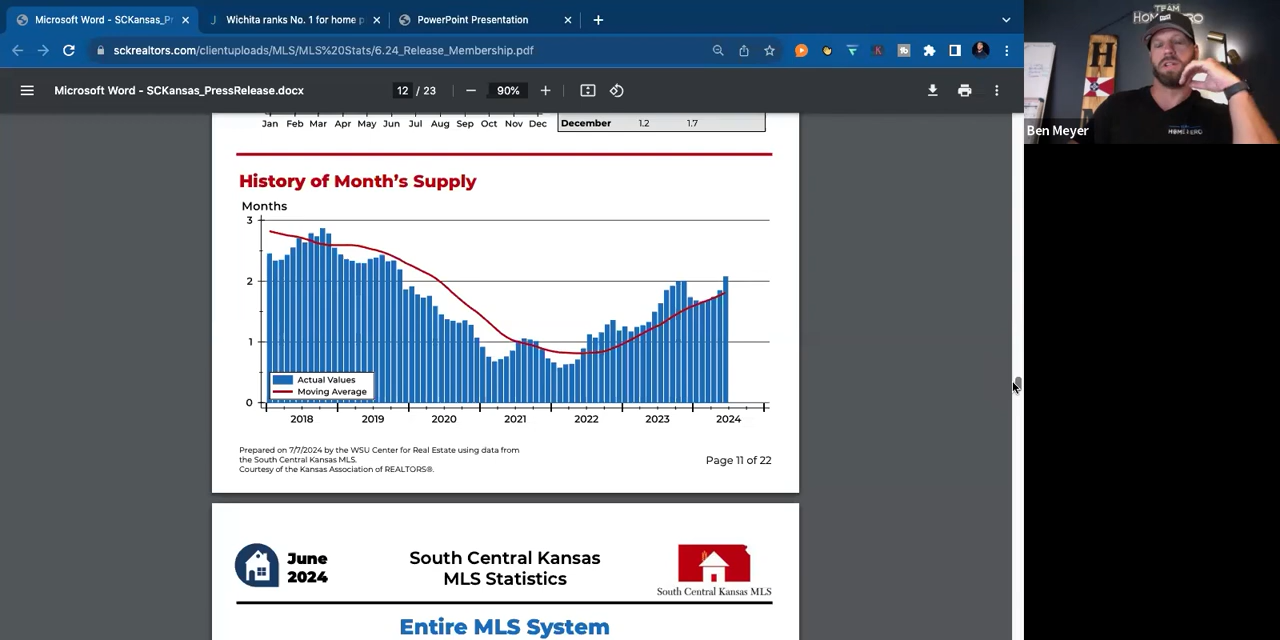 Microsoft Word - SCKansas_Pr
Wichita ranks No. 1 for home p
PowerPoint Presentation
sckrealtors.com/clientuploads/MLS/MLS%20Stats/6.24_Release_Membership.pdf
Microsoft Word - SCKansas_PressRelease.docx
12 / 23
90%
TEAM
HOME HERO
H
Ben Meyer
HOME HERO
Jan Feb Mar Apr May Jun Jul Aug Sep Oct Nov Dec
December 1.2 1.7
History of Month's Supply
Months
3
2
1
0
Actual Values
Moving Average
2018 2019 2020 2021 2022 2023 2024
Prepared on 7/7/2024 by the WSU Center for Real Estate using data from
the South Central Kansas MLS.
Courtesy of the Kansas Association of REALTORS®.
Page 11 of 22
June
2024
South Central Kansas
MLS Statistics
South Central Kansas MLS
Entire MLS System